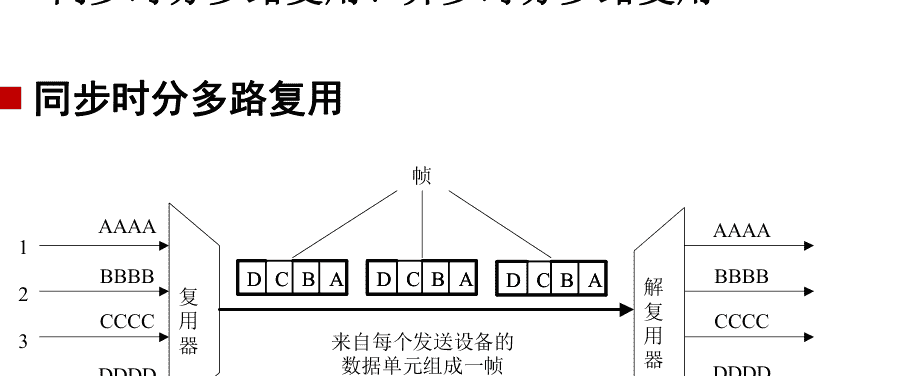 同步时分多路复用
帧
AAAA
AAAA
1
D C B A
D C B A
D C B A
BBBB
BBBB
2
复用器
解复用器
CCCC
CCCC
3
来自每个发送设备的
数据单元组成一帧
DDDD
DDDD